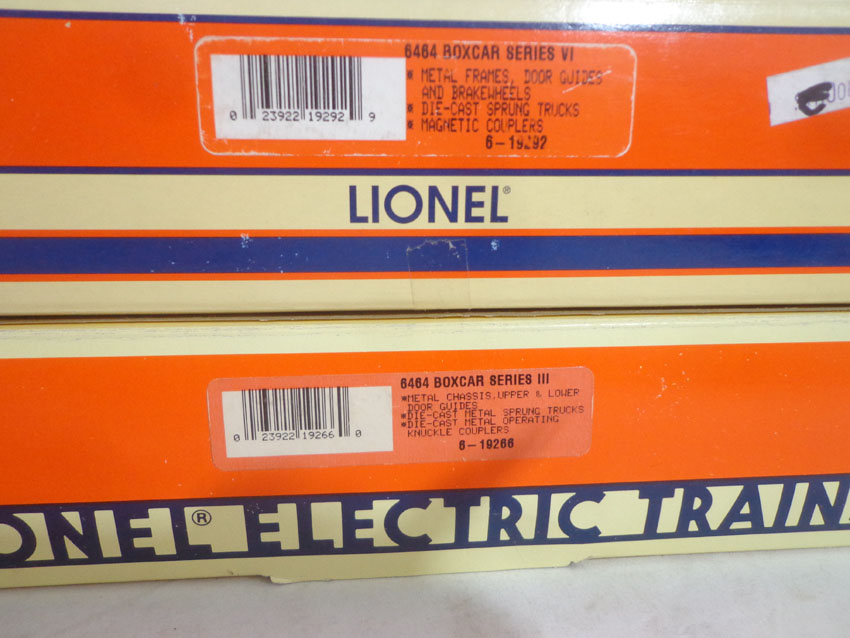 6464 BOXCAR SERIES VI
* METAL FRAMES, DOOR GUIDES
AND BRAKEWHEELS
* DIE-CAST SPRUNG TRUCKS
* MAGNETIC COUPLERS
6-19292
0 23922 19292 9
LIONEL®
6464 BOXCAR SERIES III
*METAL CHASSIS,UPPER & LOWER
DOOR GUIDES
*DIE-CAST METAL SPRUNG TRUCKS
*DIE-CAST METAL OPERATING
KNUCKLE COUPLERS
6-19266
0 23922 19266 0
ONEL® ELECTRIC TRAIN